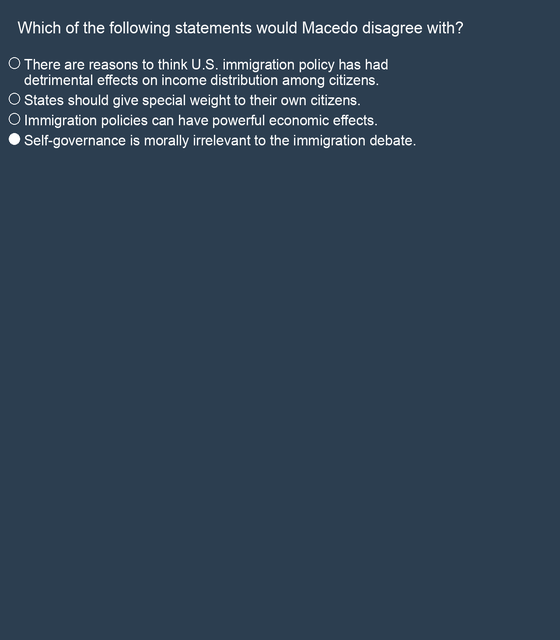 Which of the following statements would Macedo disagree with?
There are reasons to think U.S. immigration policy has had
detrimental effects on income distribution among citizens.
States should give special weight to their own citizens.
Immigration policies can have powerful economic effects.
Self-governance is morally irrelevant to the immigration debate.